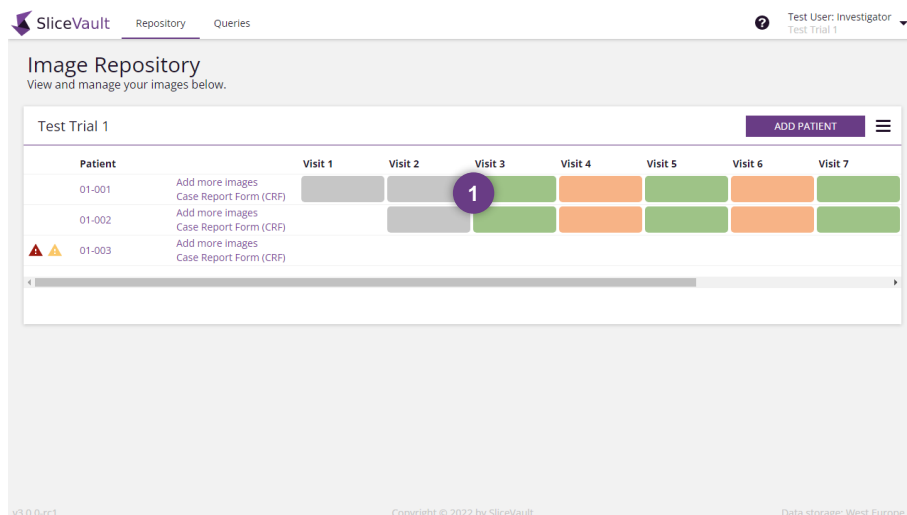 SliceVault Repository Queries ? Test User: Investigator
Test Trial 1
Image Repository
View and manage your images below.
Test Trial 1 ADD PATIENT
Patient Visit 1 Visit 2 Visit 3 Visit 4 Visit 5 Visit 6 Visit 7
01-001 Add more images
Case Report Form (CRF)
1
01-002 Add more images
Case Report Form (CRF)
01-003 Add more images
Case Report Form (CRF)
v3.0.0-rc1 Copyright © 2022 by SliceVault Data storage: West Europe